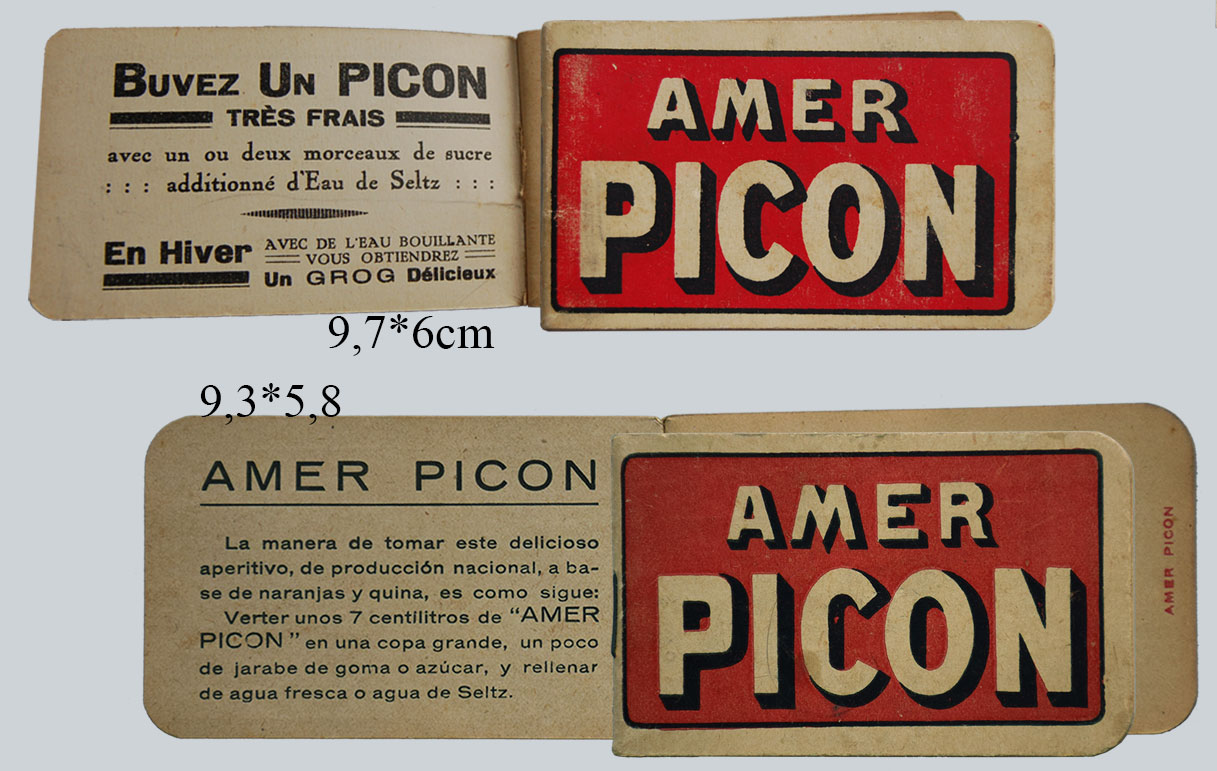 BUVEZ UN PICON
TRÈS FRAIS
avec un ou deux morceaux de sucre
: : : additionné d'Eau de Seltz : : :
En Hiver
AVEC DE L'EAU BOUILLANTE
VOUS OBTIENDREZ
Un GROG Délicieux
AMER
PICON
9,7*6cm
9,3*5,8
AMER PICON
La manera de tomar este delicioso
aperitivo, de producción nacional, a ba-
se de naranjas y quina, es como sigue:
Verter unos 7 centilitros de "AMER
PICON" en una copa grande, un poco
de jarabe de goma o azúcar, y rellenar
de agua fresca o agua de Seltz.
AMER
PICON
AMER PICON